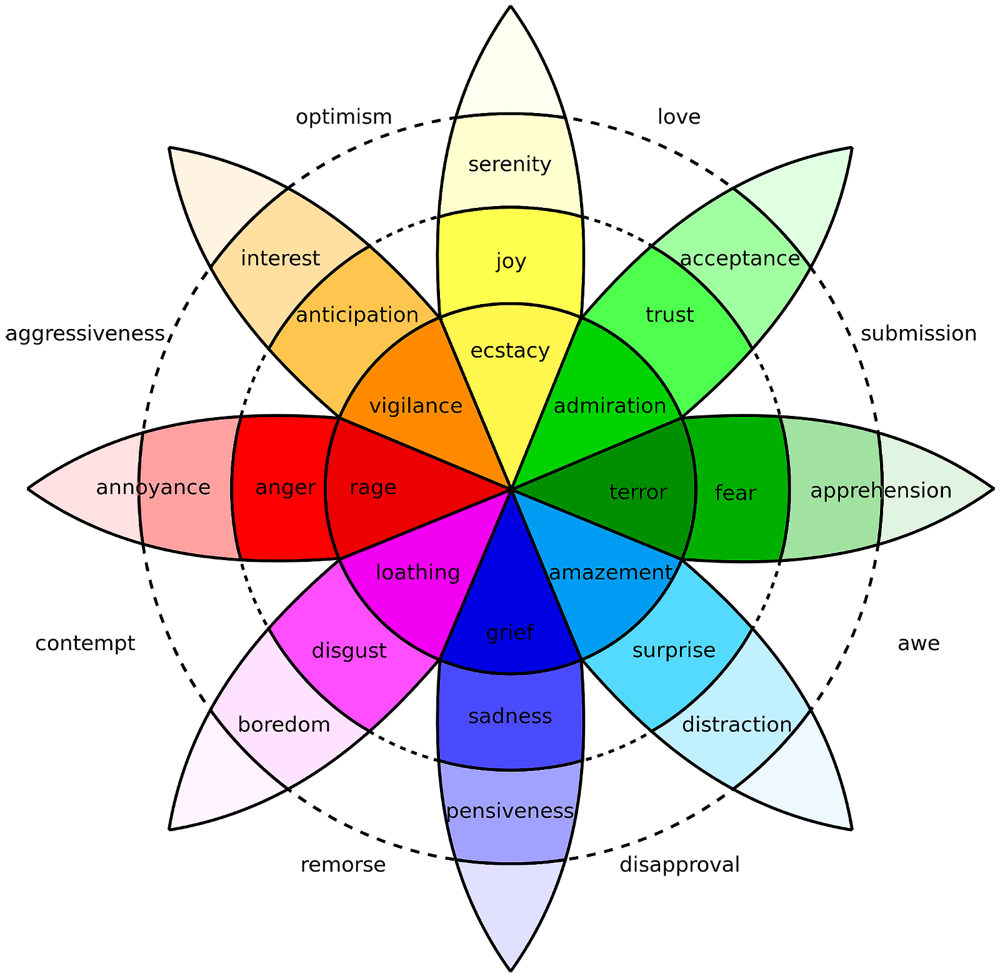 optimism
love
serenity
interest
joy
acceptance
anticipation
trust
aggressiveness
submission
ecstacy
vigilance
admiration
annoyance
anger
rage
terror
fear
apprehension
loathing
amazement
contempt
grief
awe
disgust
surprise
sadness
boredom
distraction
pensiveness
remorse
disapproval